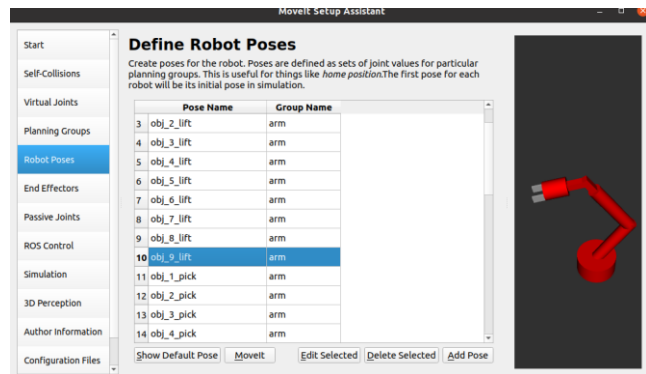 MoveIt Setup Assistant
Start
Self-Collisions
Virtual Joints
Planning Groups
Robot Poses
End Effectors
Passive Joints
ROS Control
Simulation
3D Perception
Author Information
Configuration Files
Define Robot Poses
Create poses for the robot. Poses are defined as sets of joint values for particular
planning groups. This is useful for things like home position.The first pose for each
robot will be its initial pose in simulation.
Pose Name Group Name
3 obj_2_lift arm
4 obj_3_lift arm
5 obj_4_lift arm
6 obj_5_lift arm
7 obj_6_lift arm
8 obj_7_lift arm
9 obj_8_lift arm
10 obj_9_lift arm
11 obj_1_pick arm
12 obj_2_pick arm
13 obj_3_pick arm
14 obj_4_pick arm
Show Default Pose MoveIt Edit Selected Delete Selected Add Pose